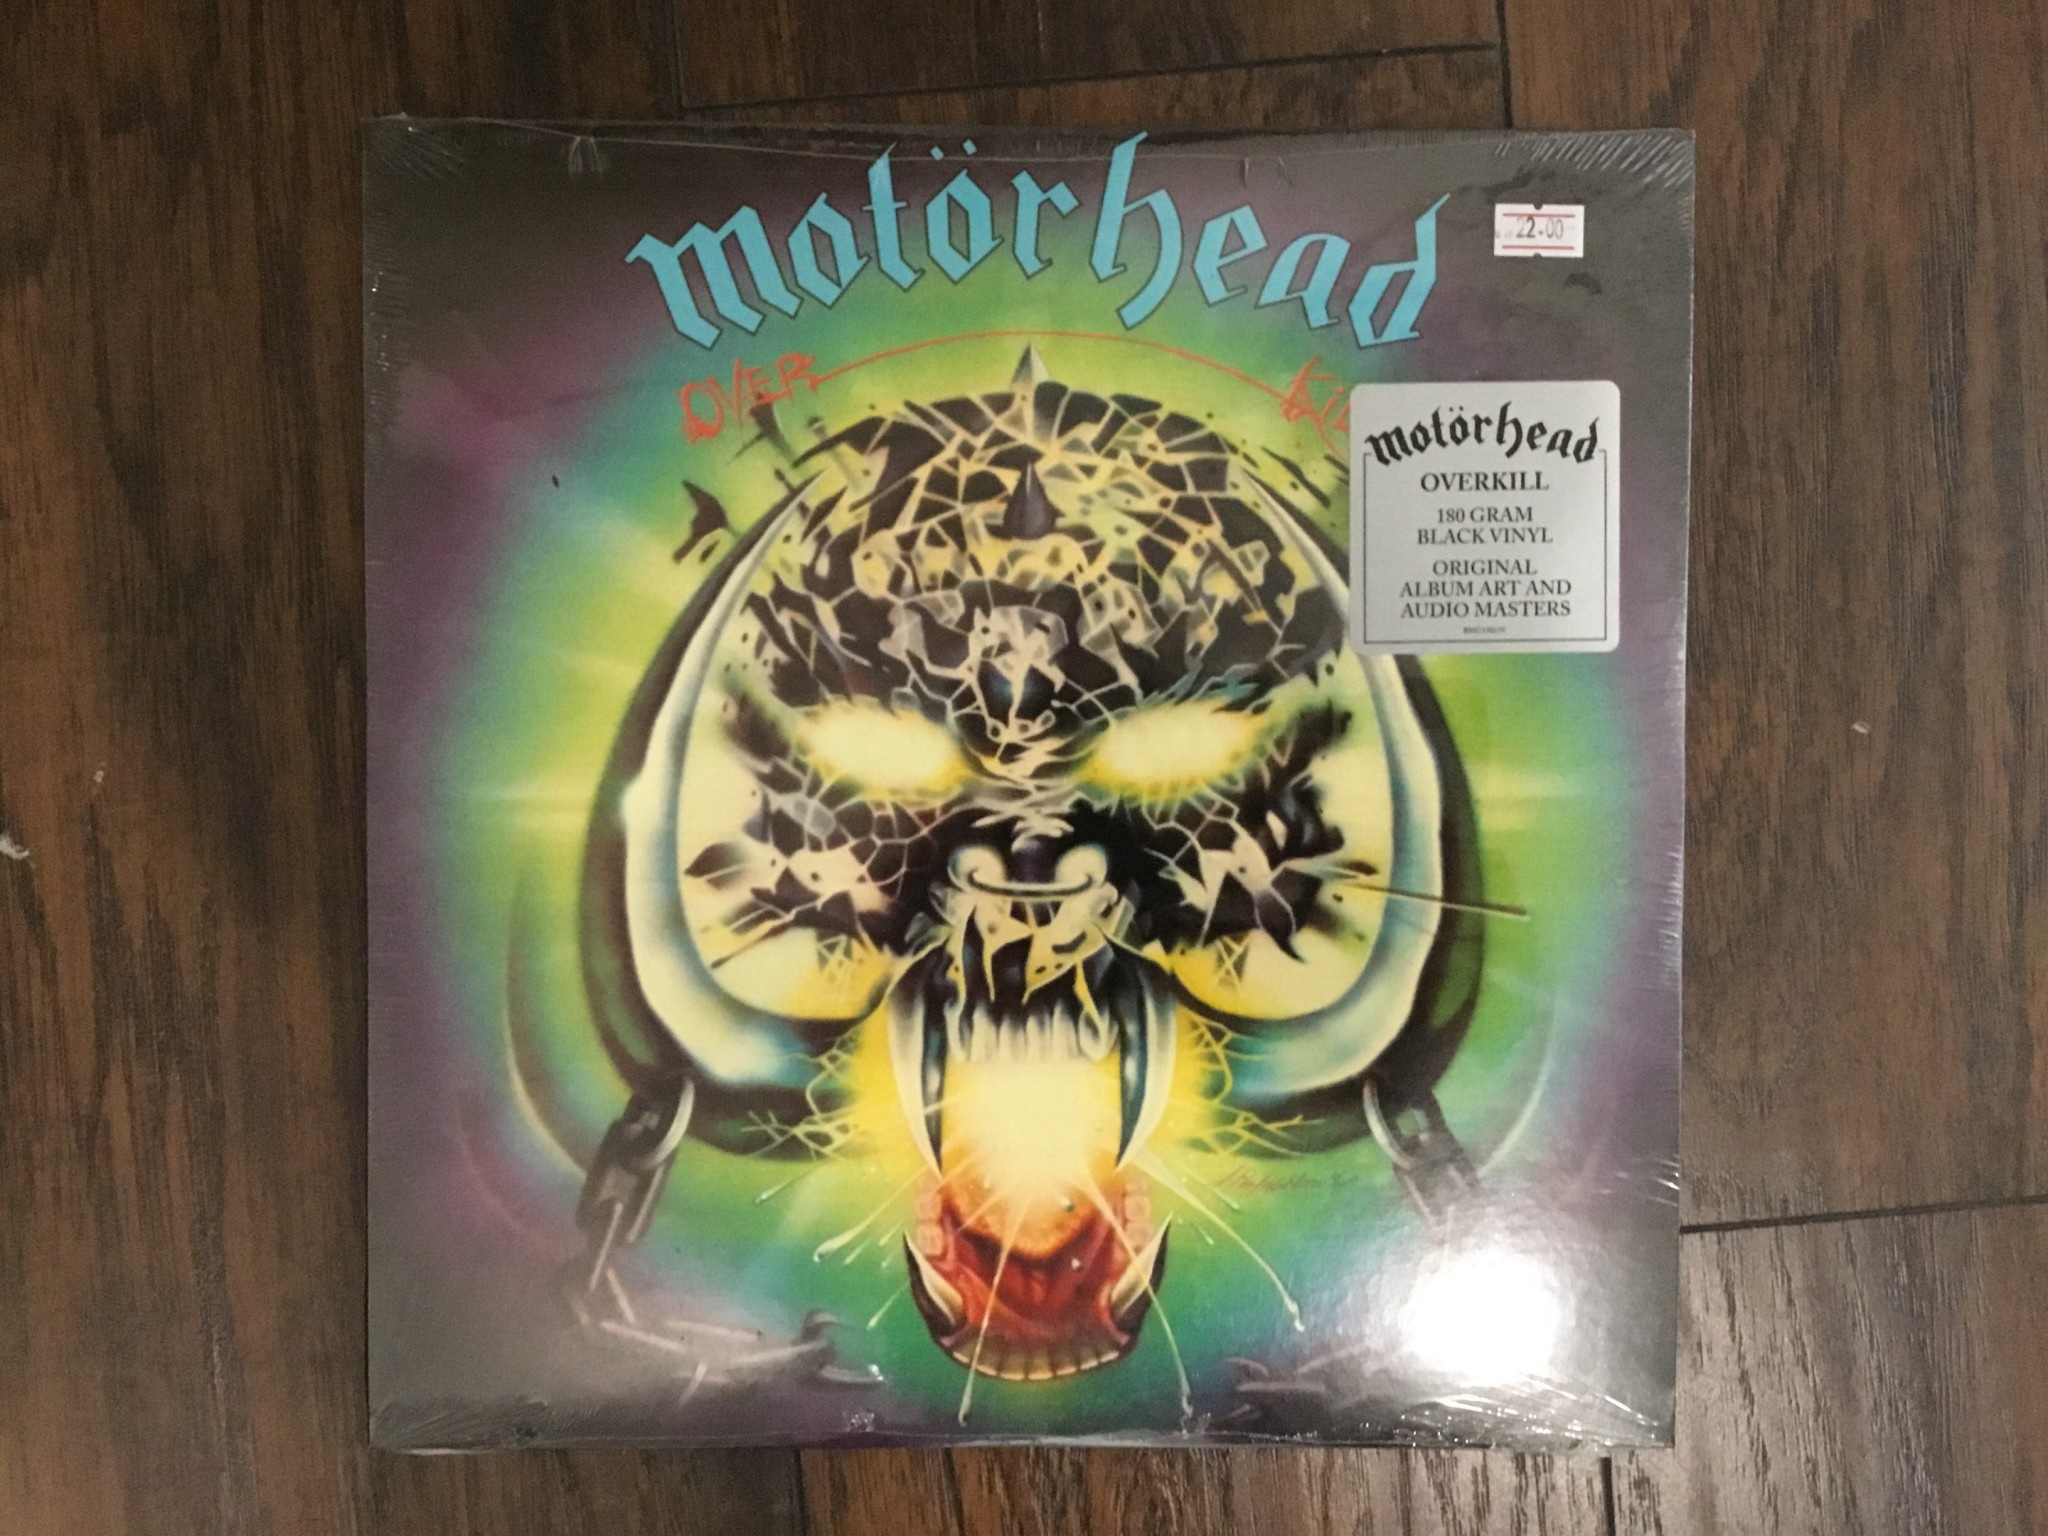 motörhead
22.00
OVER
motörhead
OVERKILL
180 GRAM
BLACK VINYL
ORIGINAL
ALBUM ART AND
AUDIO MASTERS